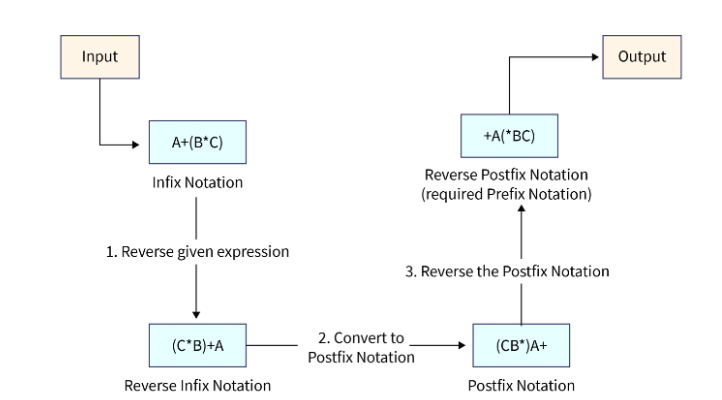 Input
A+(B*C)
Infix Notation
1. Reverse given expression
(C*B)+A
Reverse Infix Notation
2. Convert to
Postfix Notation
(CB*)A+
Postfix Notation
3. Reverse the Postfix Notation
+A(*BC)
Reverse Postfix Notation
(required Prefix Notation)
Output